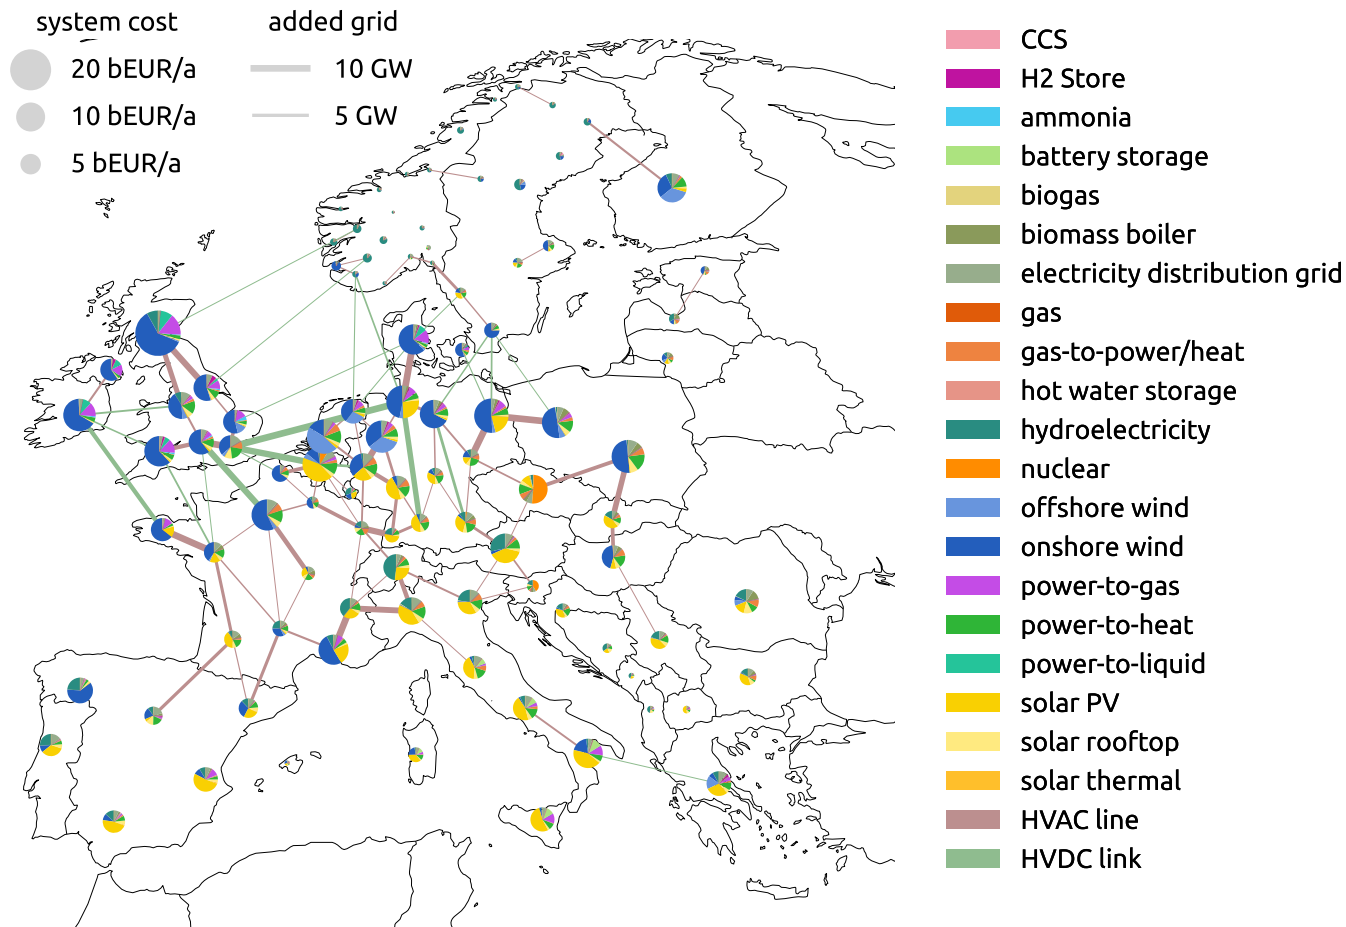 system cost
added grid
20 bEUR/a
10 GW
10 bEUR/a
5 GW
5 bEUR/a
CCS
H2 Store
ammonia
battery storage
biogas
biomass boiler
electricity distribution grid
gas
gas-to-power/heat
hot water storage
hydroelectricity
nuclear
offshore wind
onshore wind
power-to-gas
power-to-heat
power-to-liquid
solar PV
solar rooftop
solar thermal
HVAC line
HVDC link